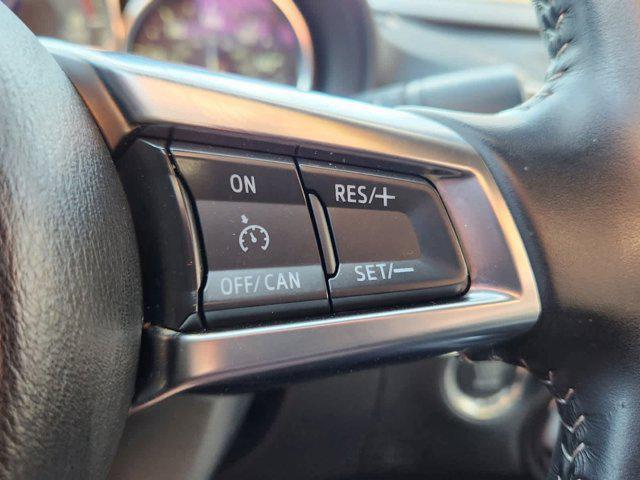 ON
OFF/CAN
RES/+
SET/—